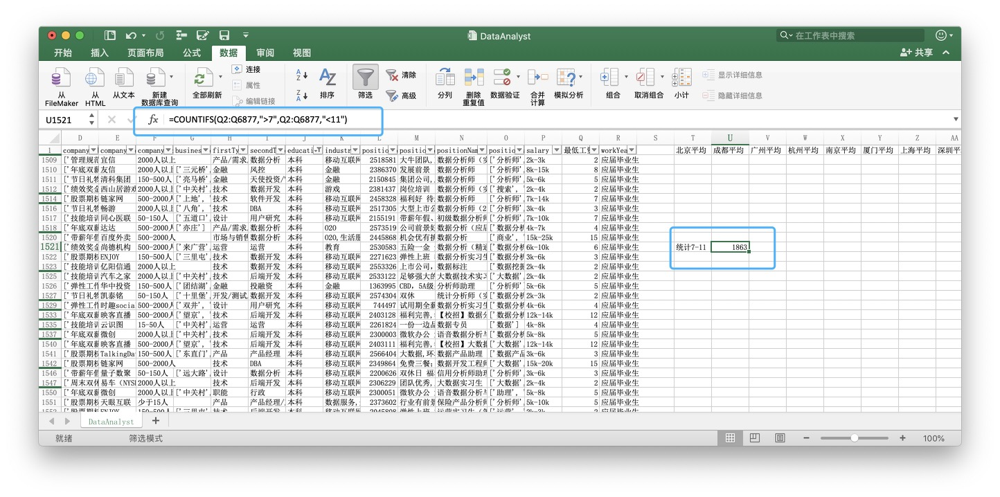 DataAnalyst
在工作表中搜索
开始 插入 页面布局 公式 数据 审阅 视图
共享
从 FileMaker
从 HTML
从文本
新建 数据库查询
全部刷新
连接
属性
编辑链接
排序
筛选
清除
高级
分列
删除 重复值
数据验证
合并 计算
模拟分析
组合
取消组合
小计
显示详细信息
隐藏详细信息
U1521 fx =COUNTIFS(Q2:Q6877,">7",Q2:Q6877,"<11")
D E F G H I J K L M N O P Q R S T U V W X Y Z AA
1 company company company busines firstTy secondT educati industr positio positio positionNam positio salary 最低工资 workYea 北京平均 成都平均 广州平均 杭州平均 南京平均 厦门平均 上海平均 深圳平
1509 ['管理规范 宜信 2000人以上 产品/需求 数据分析 本科 移动互联网 2518581 大牛团队, 数据分析师（实 ['分析师', 2k-3k 2 应届毕业生
1510 ['年底双薪 友信 2000人以上 ['三元桥', 金融 风控 本科 金融 2386370 发展前景 数据分析师 ['分析师', 8k-15k 8 应届毕业生
1511 ['节日礼物 清科集团 150-500人 ['亮马桥', 金融 天使投资/ 本科 金融 2150845 集团公司, 数据分析师 ['分析师', 5k-6k 5 应届毕业生
1512 ['绩效奖金 西山居游戏 2000人以上 ['中关村', 技术 数据开发 本科 游戏 2381437 岗位培训 数据分析师（实 ['搜索', 2k-4k 2 应届毕业生
1514 ['股票期权 链家网 500-2000人 ['上地', 技术 软件开发 本科 移动互联网 2458328 福利好 待 数据分析师 ['分析师', 7k-14k 7 应届毕业生
1516 ['节日礼物 畅游 2000人以上 ['八角', 技术 DBA 本科 移动互联网 2517305 大型上市公 数据分析师（2 ['分析师', 3k-4k 3 应届毕业生
1517 ['技能培训 同心医联 50-150人 ['五道口' 设计 用户研究 本科 移动互联网 2155191 带薪年假、 初级数据分析师 ['分析师', 7k-10k 7 应届毕业生
1518 ['年底双薪 达达 500-2000人 ['亦庄'] 产品/需求 数据分析 本科 O2O 2573519 公司前景好 数据分析（应届 ['数据分析 4k-7k 4 应届毕业生
1520 ['带薪年假 百度外卖 500-2000人 市场与销售 数据分析 本科 O2O,生活服 2445868 机会优有挑 数据分析 ['商业', 15k-25k 15 应届毕业生
1521 ['绩效奖金 尚德机构 500-2000人 ['来广营', 运营 运营 本科 教育 2530583 五险一金 数据分析（精通 ['数据分析 6k-10k 6 应届毕业生 统计7-11 1863
1522 ['股票期权 ENJOY 150-500人 ['三里屯' 技术 数据开发 本科 移动互联网 2271623 弹性上班 数据分析实习生 ['数据分析 3k-6k 3 应届毕业生
1523 ['技能培训 亿阳信通 2000人以上 技术 数据开发 本科 移动互联网 2553326 上市公司, 数据标注 ['数据挖掘 2k-4k 2 应届毕业生
1525 ['技能培训 汽车之家 2000人以上 ['中关村', 技术 后端开发 本科 移动互联网 2533122 足够强大的 大数据技术实习 ['大数据' 2k-4k 2 应届毕业生
1526 ['弹性工作 华中投资 150-500人 ['团结湖' 金融 投融资 本科 金融 1363995 CBD，5A级 分析师助理 ['分析师', 5k-6k 5 应届毕业生
1527 ['节日礼物 凯泰铭 50-150人 ['十里堡' 开发/测试 数据开发 本科 移动互联网 2574304 双休 统计分析师（实 ['数据分析 2k-3k 2 应届毕业生
1529 ['弹性工作 时趣socia 500-2000人 ['双井', 设计 用户研究 本科 移动互联网 744497 试用期全薪 数据分析实习生 ['数据分析 4k-6k 4 应届毕业生
1533 ['年底双薪 映客直播 500-2000人 ['望京', 技术 后端开发 本科 移动互联网 2403128 福利完善, 【校招】数据分 ['数据分析 12k-14k 12 应届毕业生
1535 ['技能培训 云识图 15-50人 ['中关村', 运营 运营 本科 移动互联网 2261824 一份一边品 数据专员 ['数据'] 4k-8k 4 应届毕业生
1537 ['年底双薪 微创 2000人以上 ['中关村', 技术 后端开发 本科 移动互联网 2300003 微软办公 语音数据分析与 ['数据分析 5k-8k 5 应届毕业生
1540 ['年底双薪 映客直播 500-2000人 ['望京', 技术 后端开发 本科 移动互联网 2403111 福利完善, 【校招】大数据 ['大数据', 12k-14k 12 应届毕业生
1541 ['股票期权 TalkingDa 150-500人 ['东直门' 产品 产品经理 本科 移动互联网 2566404 大数据,环 数据产品助理 ['数据产品 3k-6k 3 应届毕业生
1542 ['技能培训 链家网 500-2000人 技术 DBA 本科 移动互联网 2349864 免费三餐; 数据开发工程师 ['大数据' 15k-20k 15 应届毕业生
1546 ['带薪年假 量子数聚 50-150人 ['远大路' 设计 数据分析 本科 移动互联网 2200626 双休日 福 信用分析师助理 ['分析师', 3k-6k 3 应届毕业生
1547 ['周末双休 易车（NYS 2000人以上 技术 后端开发 本科 移动互联网 2306229 团队优秀, 大数据实习生 ['大数据' 2k-4k 2 应届毕业生
1550 ['年底双薪 微创 2000人以上 ['中关村', 职能 行政 本科 移动互联网 2300051 微软办公 语音数据分析与 ['助理', 5k-8k 5 应届毕业生
1551 ['股票期权 天眼互联 少于15人 产品 产品经理/ 本科 数据服务, 2373602 行业有前景 保险产品分析师 ['分析师', 5k-10k 5 应届毕业生
DataAnalyst
就绪 筛选模式 100%